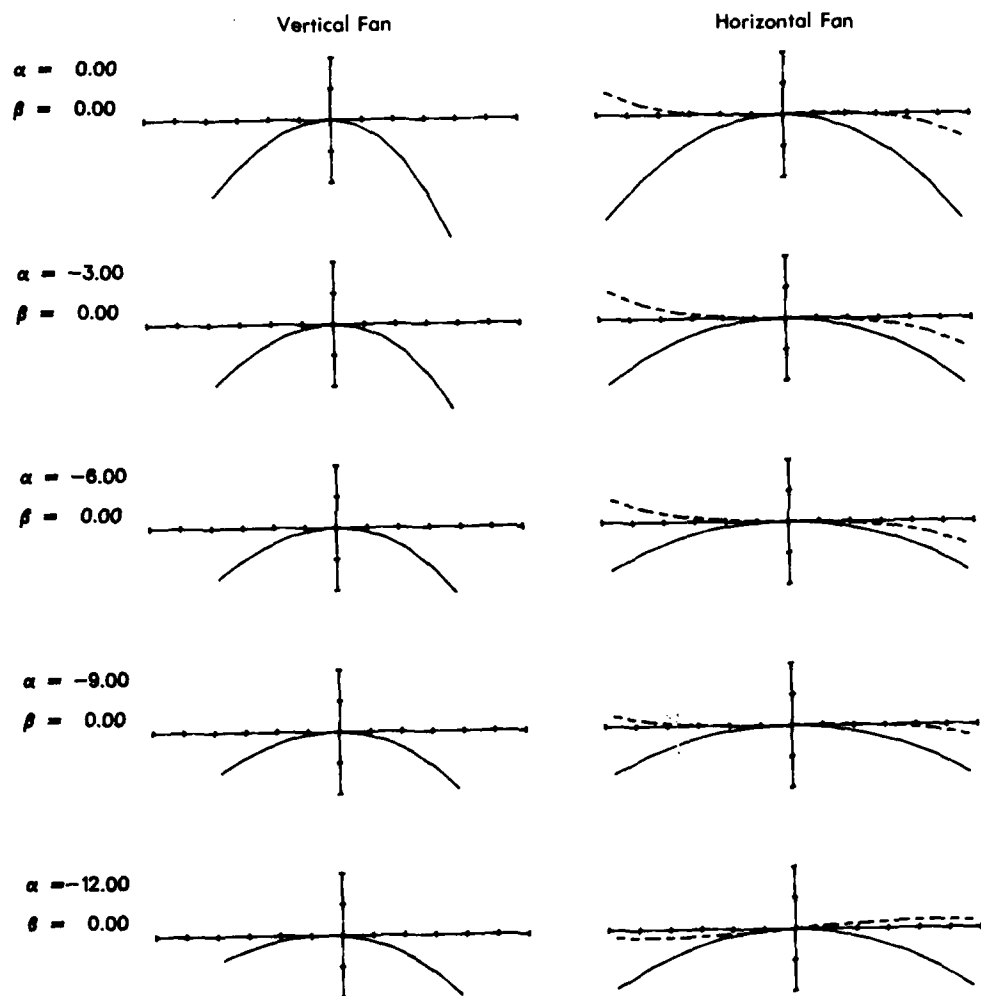 Vertical Fan
Horizontal Fan
α = 0.00
β = 0.00
α = -3.00
β = 0.00
α = -6.00
β = 0.00
α = -9.00
β = 0.00
α =-12.00
θ = 0.00